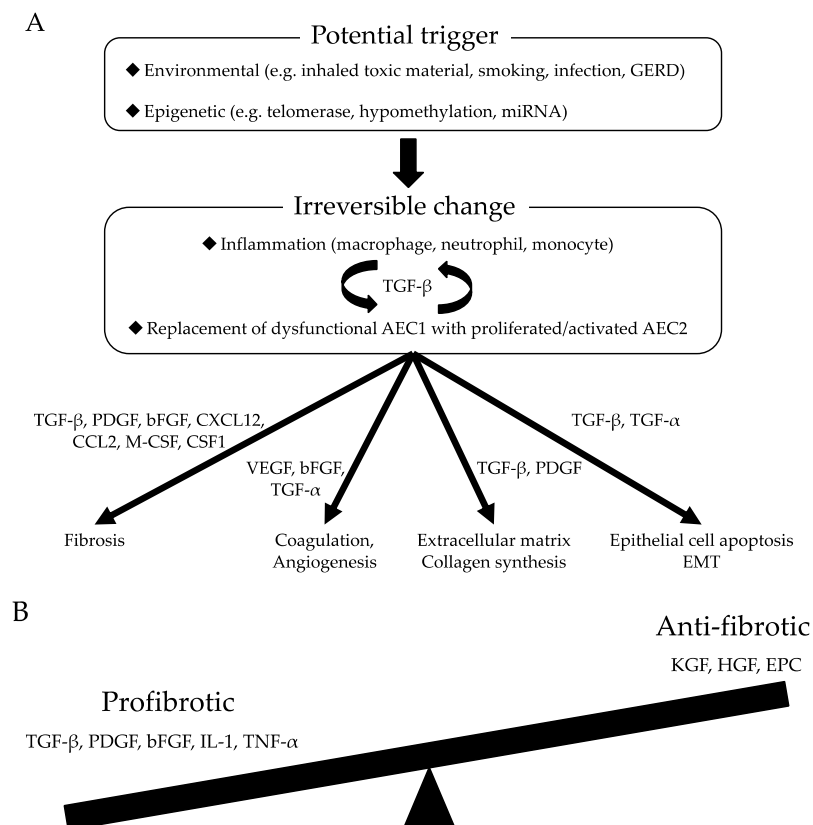 A
Potential trigger
◆ Environmental (e.g. inhaled toxic material, smoking, infection, GERD)
◆ Epigenetic (e.g. telomerase, hypomethylation, miRNA)
Irreversible change
◆ Inflammation (macrophage, neutrophil, monocyte)
TGF-β
◆ Replacement of dysfunctional AEC1 with proliferated/activated AEC2
TGF-β, PDGF, bFGF, CXCL12,
CCL2, M-CSF, CSF1
VEGF, bFGF,
TGF-α
TGF-β, PDGF
TGF-β, TGF-α
Fibrosis
Coagulation,
Angiogenesis
Extracellular matrix
Collagen synthesis
Epithelial cell apoptosis
EMT
B
Anti-fibrotic
KGF, HGF, EPC
Profibrotic
TGF-β, PDGF, bFGF, IL-1, TNF-α